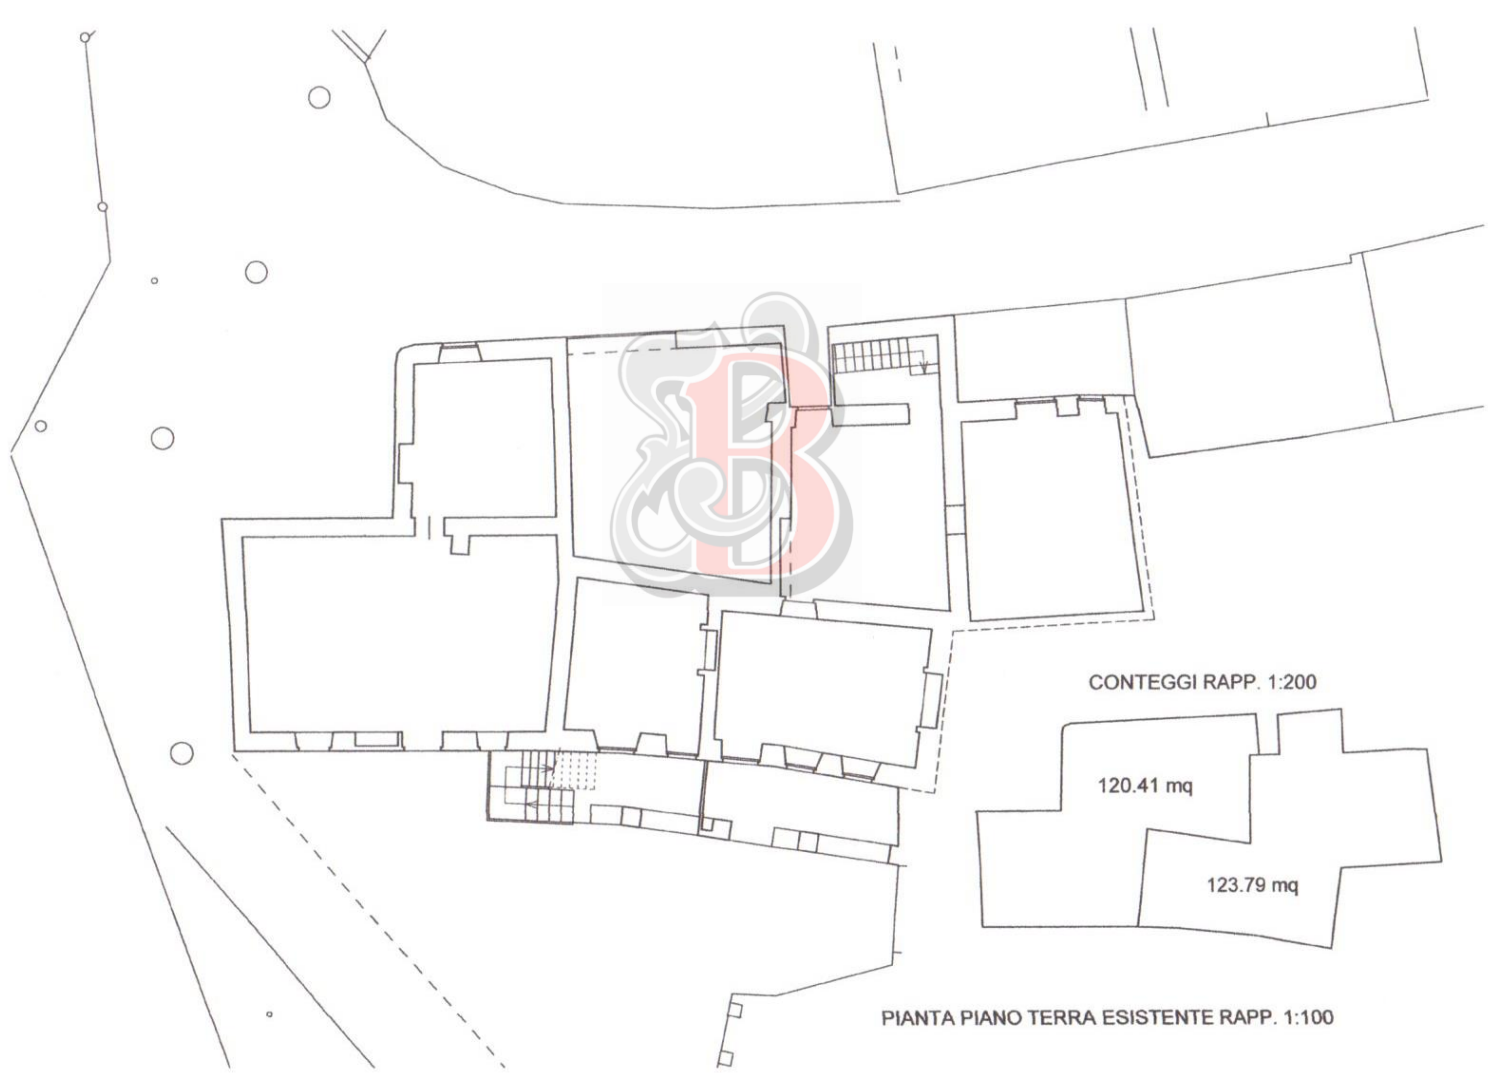 CONTEGGI RAPP. 1:200
120.41 mq
123.79 mq
PIANTA PIANO TERRA ESISTENTE RAPP. 1:100
B